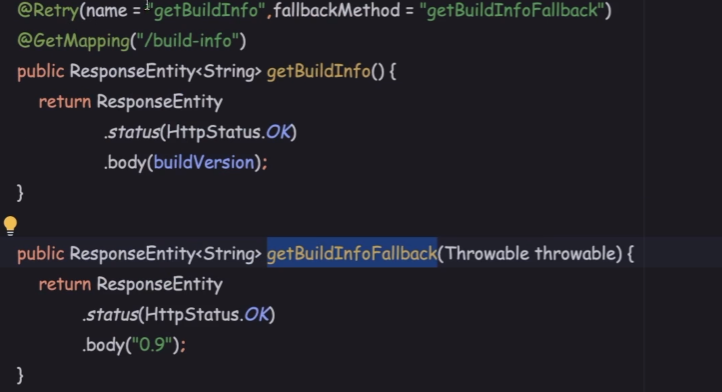 @Retry(name = "getBuildInfo",fallbackMethod = "getBuildInfoFallback")
@GetMapping("/build-info")
public ResponseEntity<String> getBuildInfo() {
return ResponseEntity
.status(HttpStatus.OK)
.body(buildVersion);
}
public ResponseEntity<String> getBuildInfoFallback(Throwable throwable) {
return ResponseEntity
.status(HttpStatus.OK)
.body("0.9");
}